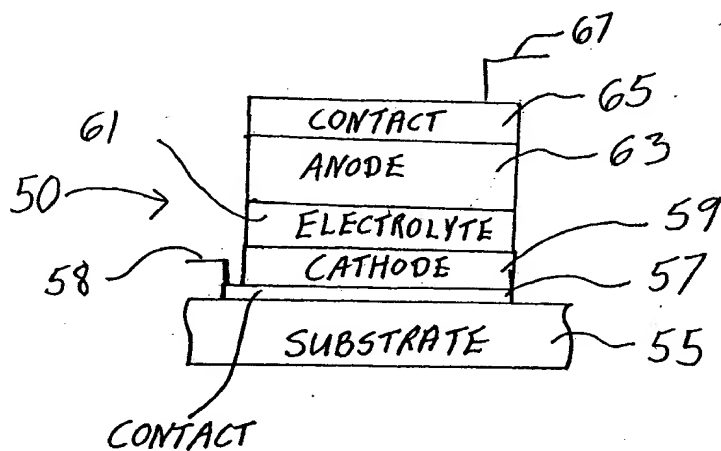 67
CONTACT
65
61
ANODE
63
50
ELECTROLYTE
59
CATHODE
58
57
SUBSTRATE
55
CONTACT